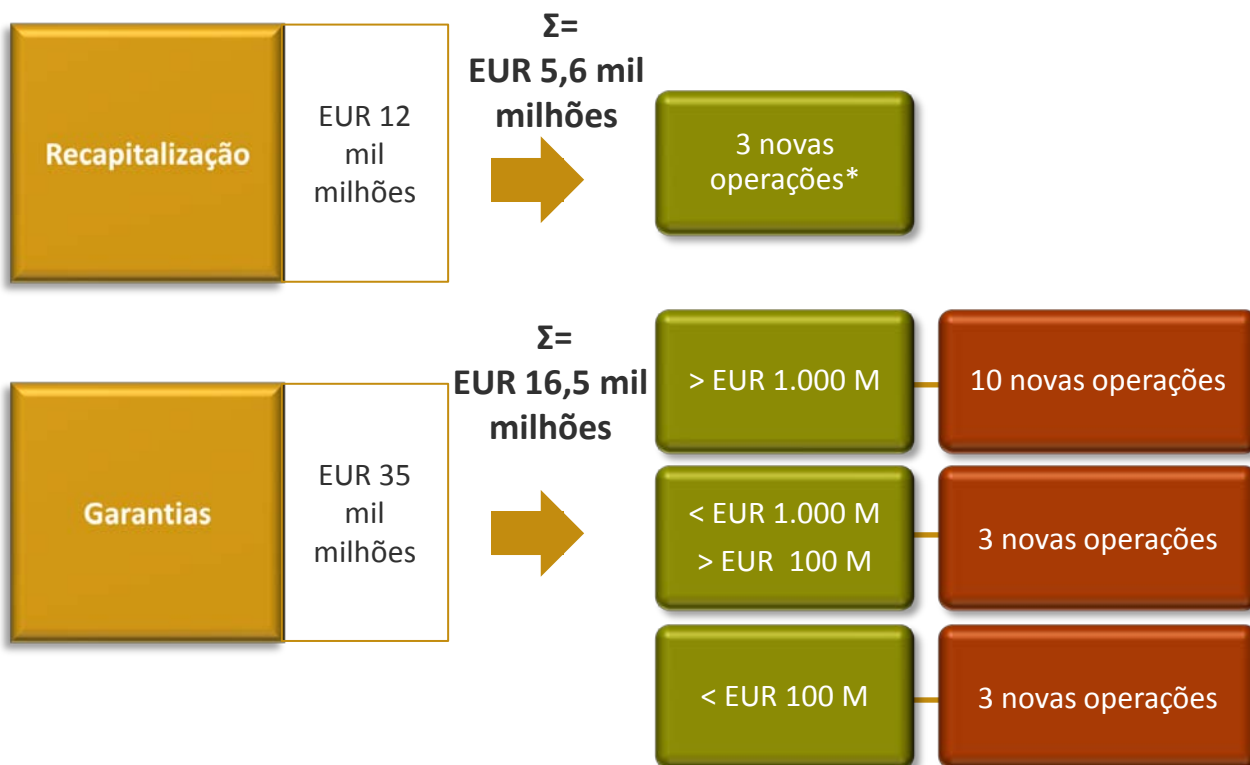 Recapitalização
EUR 12
mil
milhões
Σ=
EUR 5,6 mil
milhões
3 novas
operações*
Garantias
EUR 35
mil
milhões
Σ=
EUR 16,5 mil
milhões
> EUR 1.000 M
10 novas operações
< EUR 1.000 M
> EUR 100 M
3 novas operações
< EUR 100 M
3 novas operações